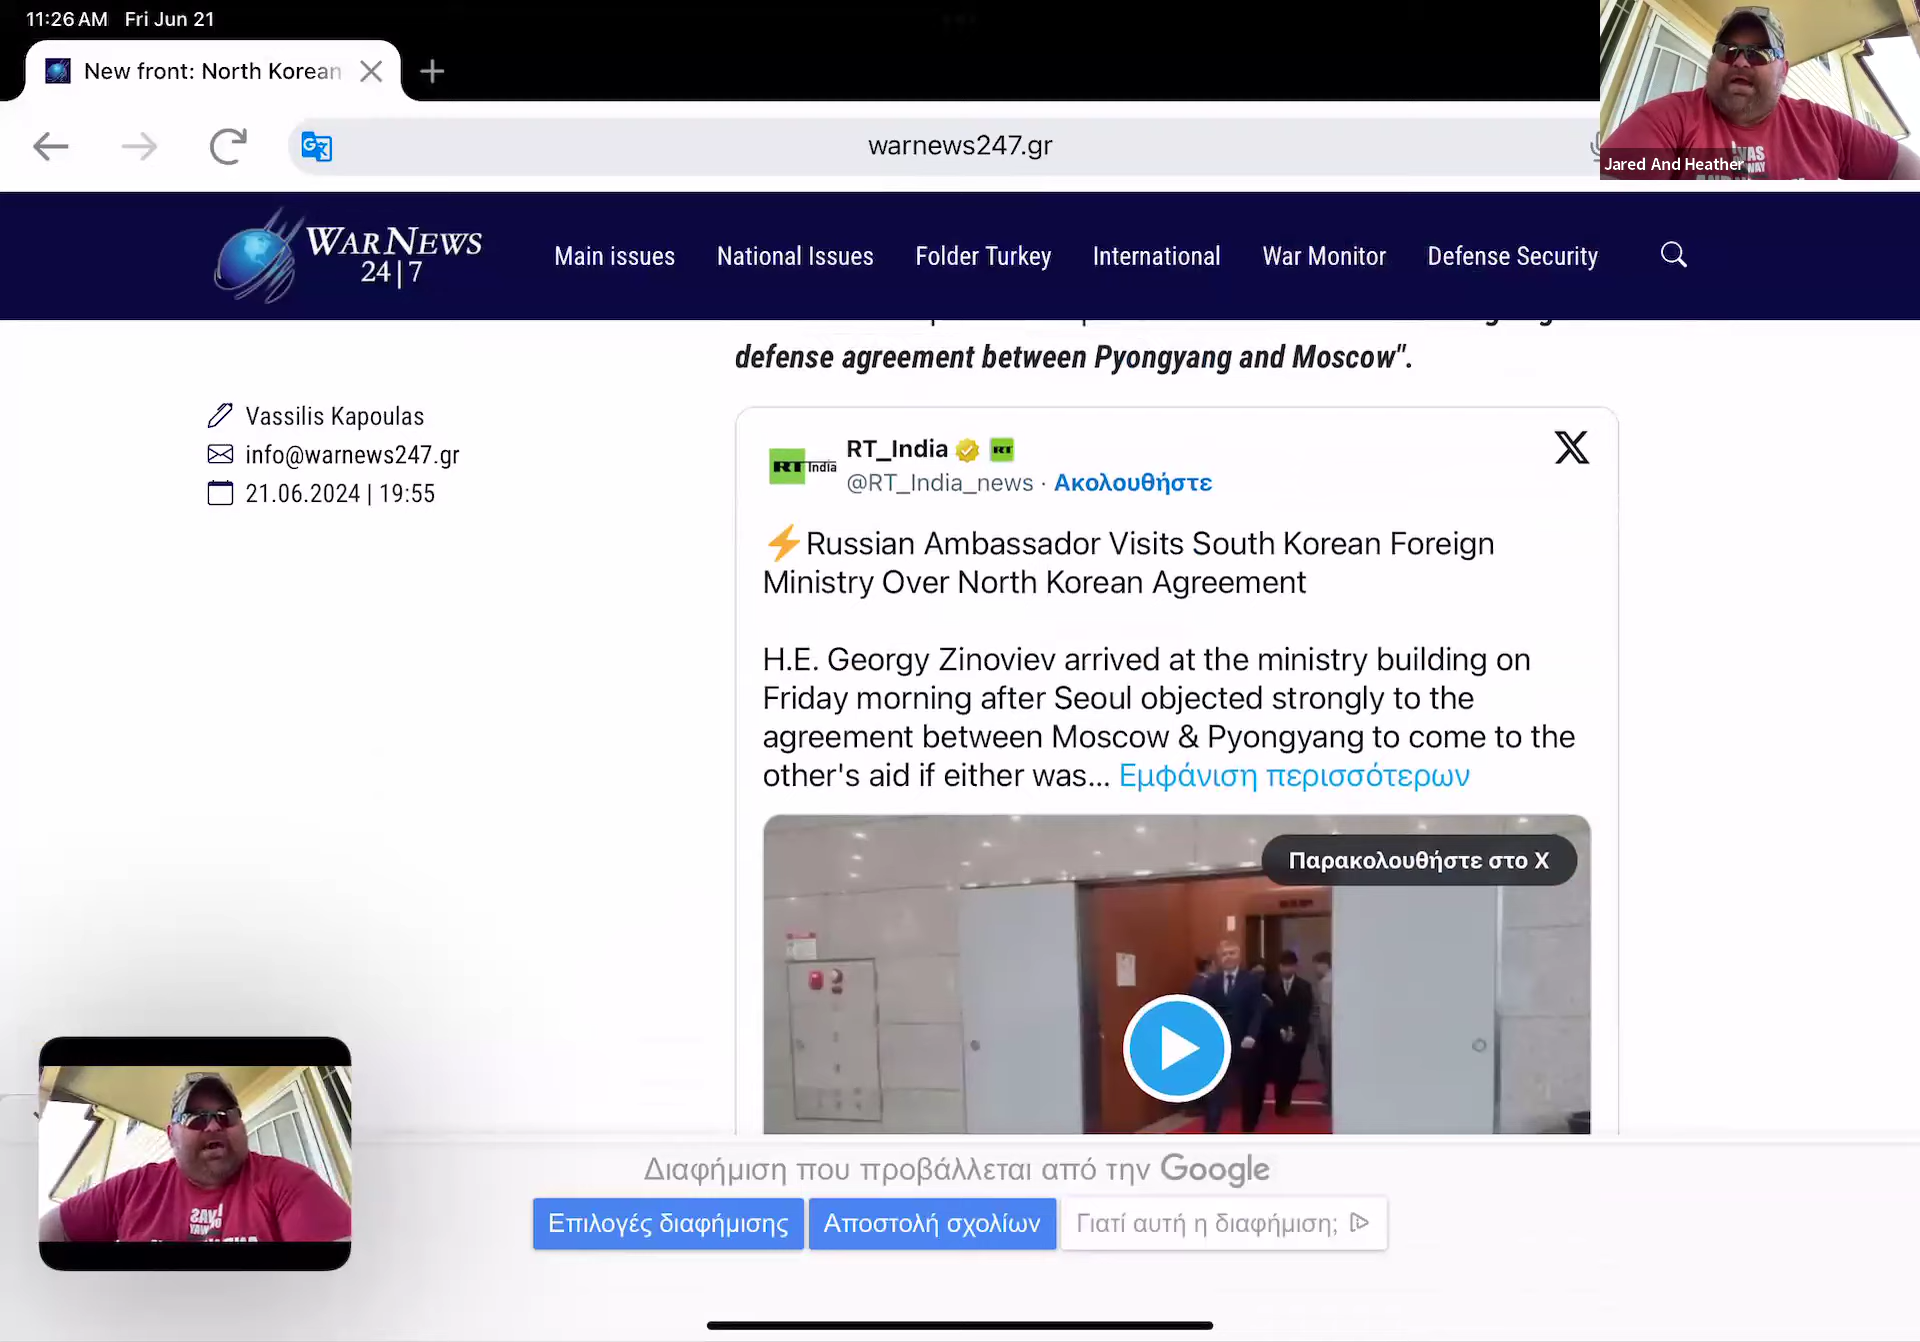 11:26 AM Fri Jun 21
New front: North Korean
warnews247.gr
Jared And Heather
WAR NEWS
24|7
Main issues
National Issues
Folder Turkey
International
War Monitor
Defense Security
defense agreement between Pyongyang and Moscow".
Vassilis Kapoulas
info@warnews247.gr
21.06.2024 | 19:55
RT India
RT_India
RT
@RT_India_news · Ακολουθήστε
⚡Russian Ambassador Visits South Korean Foreign
Ministry Over North Korean Agreement
H.E. Georgy Zinoviev arrived at the ministry building on
Friday morning after Seoul objected strongly to the
agreement between Moscow & Pyongyang to come to the
other's aid if either was... Εμφάνιση περισσότερων
Παρακολουθήστε στο X
Διαφήμιση που προβάλλεται από την Google
Επιλογές διαφήμισης
Αποστολή σχολίων
Γιατί αυτή η διαφήμιση;